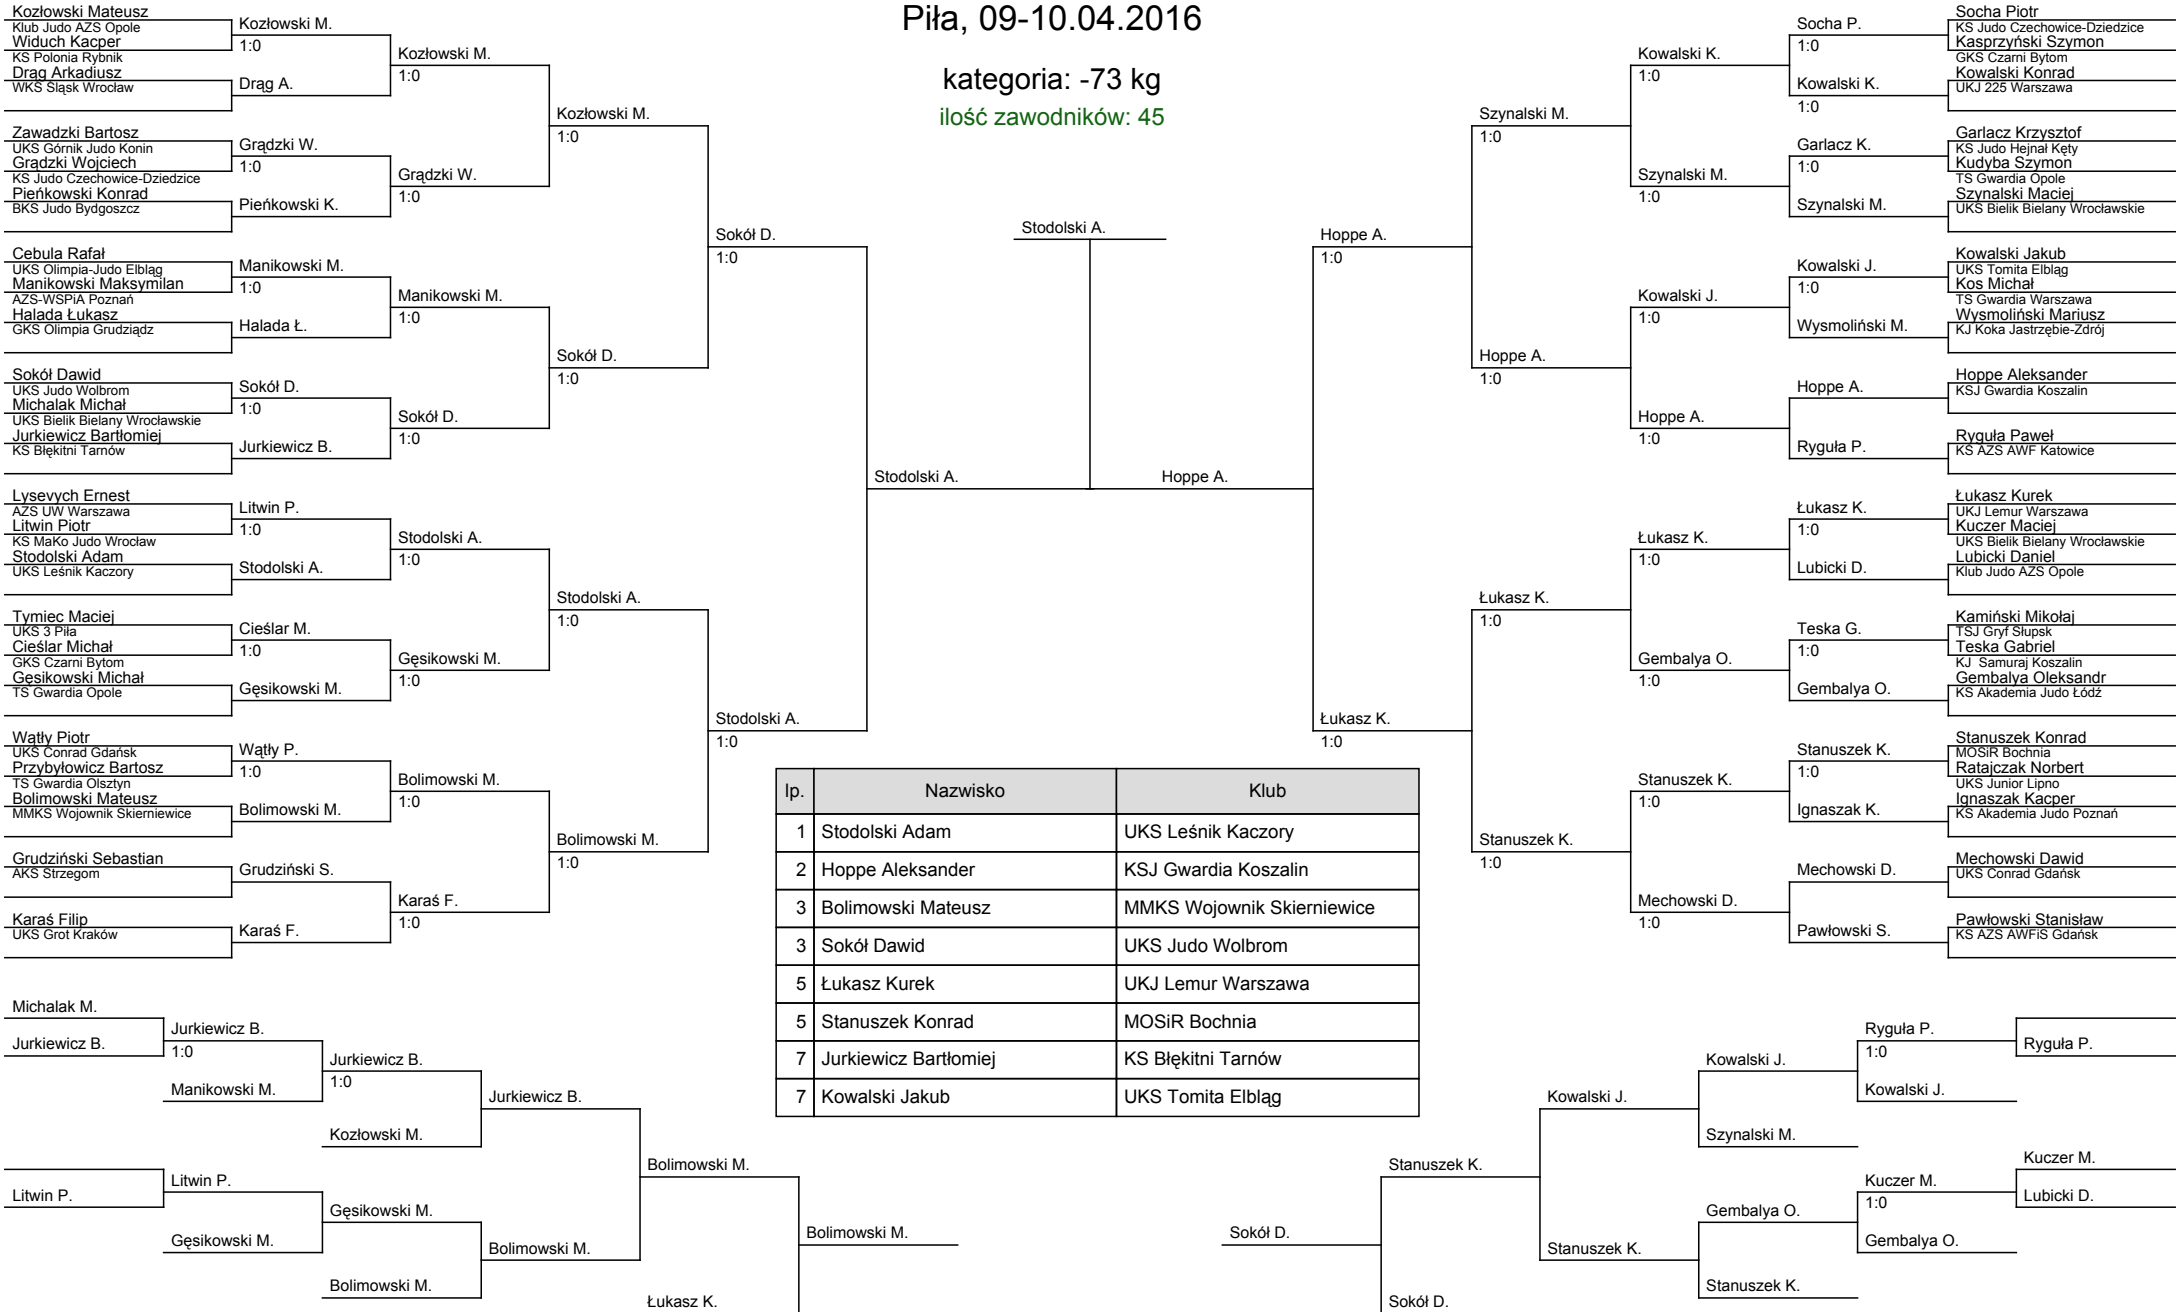 Piła, 09-10.04.2016
kategoria: -73 kg
ilość zawodników: 45
Kozłowski Mateusz
Klub Judo AZS Opole
Widuch Kacper
KS Polonia Rybnik
Drąg Arkadiusz
WKS Śląsk Wrocław
Zawadzki Bartosz
UKS Górnik Judo Konin
Grądzki Wojciech
KS Judo Czechowice-Dziedzice
Pieńkowski Konrad
BKS Judo Bydgoszcz
Cebula Rafał
UKS Olimpia-Judo Elbląg
Manikowski Maksymilan
AZS-WSPiA Poznań
Halada Łukasz
GKS Olimpia Grudziądz
Sokół Dawid
UKS Judo Wolbrom
Michalak Michał
UKS Bielik Bielany Wrocławskie
Jurkiewicz Bartłomiej
KS Błękitni Tarnów
Lysevych Ernest
AZS UW Warszawa
Litwin Piotr
KS MaKo Judo Wrocław
Stodolski Adam
UKS Leśnik Kaczory
Tymiec Maciej
UKS 3 Piła
Cieślar Michał
GKS Czarni Bytom
Gęsikowski Michał
TS Gwardia Opole
Wątły Piotr
UKS Conrad Gdańsk
Przybyłowicz Bartosz
TS Gwardia Olsztyn
Bolimowski Mateusz
MMKS Wojownik Skierniewice
Grudziński Sebastian
AKS Strzegom
Karaś Filip
UKS Grot Kraków
Kozłowski M.
1:0
Drąg A.
Grądzki W.
1:0
Pieńkowski K.
Manikowski M.
1:0
Halada Ł.
Sokół D.
1:0
Jurkiewicz B.
Litwin P.
1:0
Stodolski A.
Cieślar M.
1:0
Gęsikowski M.
Wątły P.
1:0
Bolimowski M.
Grudziński S.
Karaś F.
Kozłowski M.
1:0
Grądzki W.
1:0
Manikowski M.
1:0
Sokół D.
1:0
Stodolski A.
1:0
Gęsikowski M.
1:0
Bolimowski M.
1:0
Karaś F.
1:0
Kozłowski M.
1:0
Sokół D.
1:0
Stodolski A.
1:0
Bolimowski M.
1:0
Sokół D.
1:0
Stodolski A.
1:0
Stodolski A.
Stodolski A.
Hoppe A.
Hoppe A.
1:0
Łukasz K.
1:0
Szynalski M.
1:0
Hoppe A.
1:0
Łukasz K.
1:0
Stanuszek K.
1:0
Kowalski K.
1:0
Szynalski M.
1:0
Kowalski J.
1:0
Hoppe A.
1:0
Łukasz K.
1:0
Gembalya O.
1:0
Stanuszek K.
1:0
Mechowski D.
1:0
Socha P.
1:0
Kowalski K.
1:0
Garlacz K.
1:0
Szynalski M.
Kowalski J.
1:0
Wysmoliński M.
Hoppe A.
Ryguła P.
Łukasz K.
1:0
Lubicki D.
Teska G.
1:0
Gembalya O.
Stanuszek K.
1:0
Ignaszak K.
Mechowski D.
Pawłowski S.
Socha Piotr
KS Judo Czechowice-Dziedzice
Kasprzyński Szymon
GKS Czarni Bytom
Kowalski Konrad
UKJ 225 Warszawa
Garlacz Krzysztof
KS Judo Hejnał Kęty
Kudyba Szymon
TS Gwardia Opole
Szynalski Maciej
UKS Bielik Bielany Wrocławskie
Kowalski Jakub
UKS Tomita Elbląg
Kos Michał
TS Gwardia Warszawa
Wysmoliński Mariusz
KJ Koka Jastrzębie-Zdrój
Hoppe Aleksander
KSJ Gwardia Koszalin
Ryguła Paweł
KS AZS AWF Katowice
Łukasz Kurek
UKJ Lemur Warszawa
Kuczer Maciej
UKS Bielik Bielany Wrocławskie
Lubicki Daniel
Klub Judo AZS Opole
Kamiński Mikołaj
TSJ Gryf Słupsk
Teska Gabriel
KJ Samuraj Koszalin
Gembalya Oleksandr
KS Akademia Judo Łódź
Stanuszek Konrad
MOSiR Bochnia
Ratajczak Norbert
UKS Junior Lipno
Ignaszak Kacper
KS Akademia Judo Poznań
Mechowski Dawid
UKS Conrad Gdańsk
Pawłowski Stanisław
KS AZS AWFiS Gdańsk
lp. Nazwisko Klub
1 Stodolski Adam UKS Leśnik Kaczory
2 Hoppe Aleksander KSJ Gwardia Koszalin
3 Bolimowski Mateusz MMKS Wojownik Skierniewice
3 Sokół Dawid UKS Judo Wolbrom
5 Łukasz Kurek UKJ Lemur Warszawa
5 Stanuszek Konrad MOSiR Bochnia
7 Jurkiewicz Bartłomiej KS Błękitni Tarnów
7 Kowalski Jakub UKS Tomita Elbląg
Michalak M.
Jurkiewicz B.
Litwin P.
Jurkiewicz B.
1:0
Manikowski M.
Litwin P.
Gęsikowski M.
Jurkiewicz B.
1:0
Kozłowski M.
Gęsikowski M.
Bolimowski M.
Jurkiewicz B.
Bolimowski M.
Bolimowski M.
Łukasz K.
Bolimowski M.
Sokół D.
Stanuszek K.
Sokół D.
Kowalski J.
Stanuszek K.
Kowalski J.
Szynalski M.
Gembalya O.
Stanuszek K.
Ryguła P.
1:0
Kowalski J.
Kuczer M.
1:0
Gembalya O.
Ryguła P.
Kuczer M.
Lubicki D.